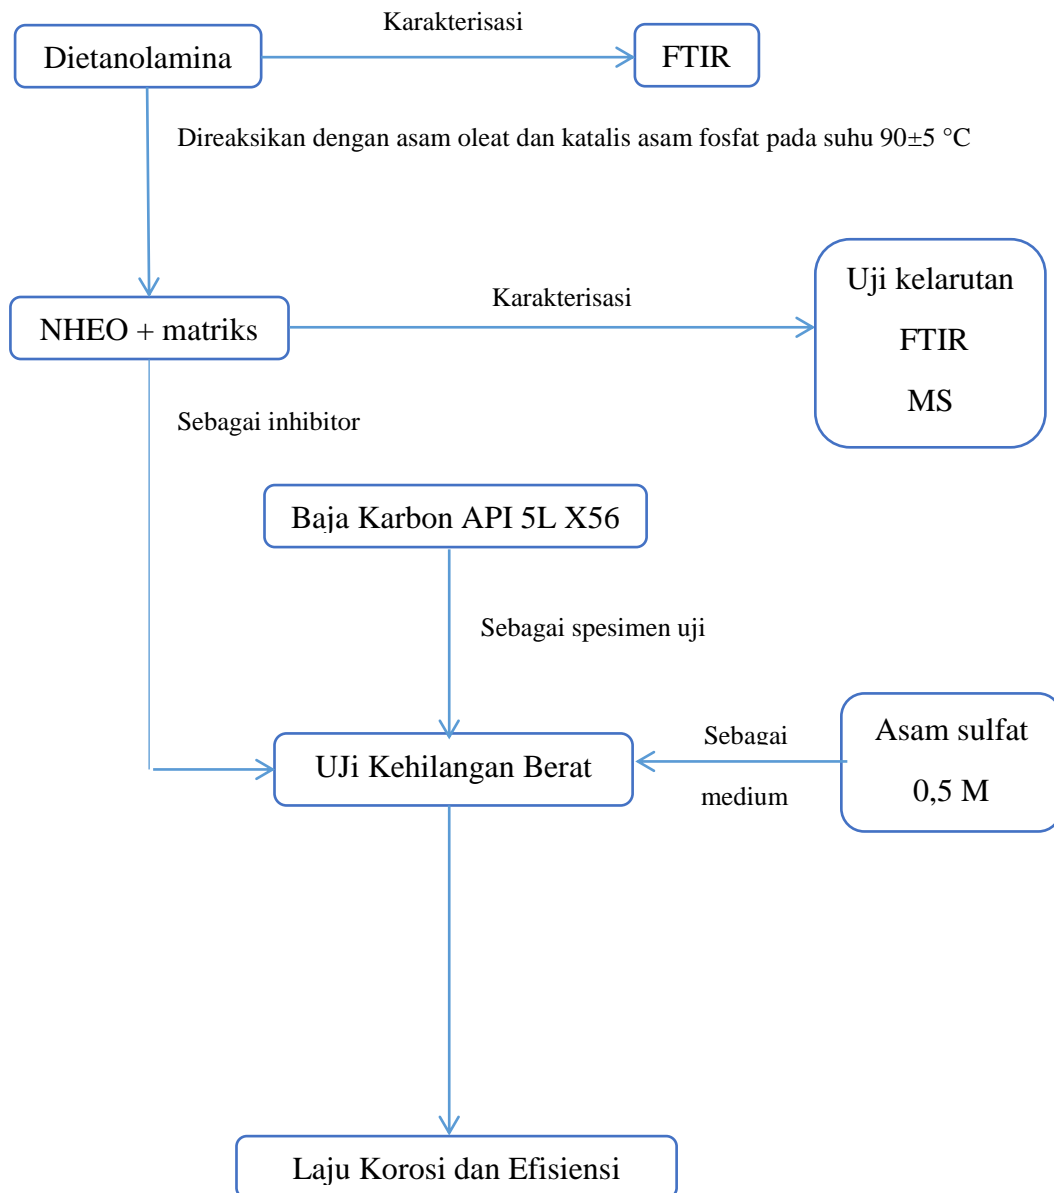 Karakterisasi
Dietanolamina
FTIR
Direaksikan dengan asam oleat dan katalis asam fosfat pada suhu 90±5 °C
Uji kelarutan
FTIR
MS
Karakterisasi
NHEO + matriks
Sebagai inhibitor
Baja Karbon API 5L X56
Sebagai spesimen uji
Sebagai
medium
Asam sulfat
0,5 M
UJi Kehilangan Berat
Laju Korosi dan Efisiensi